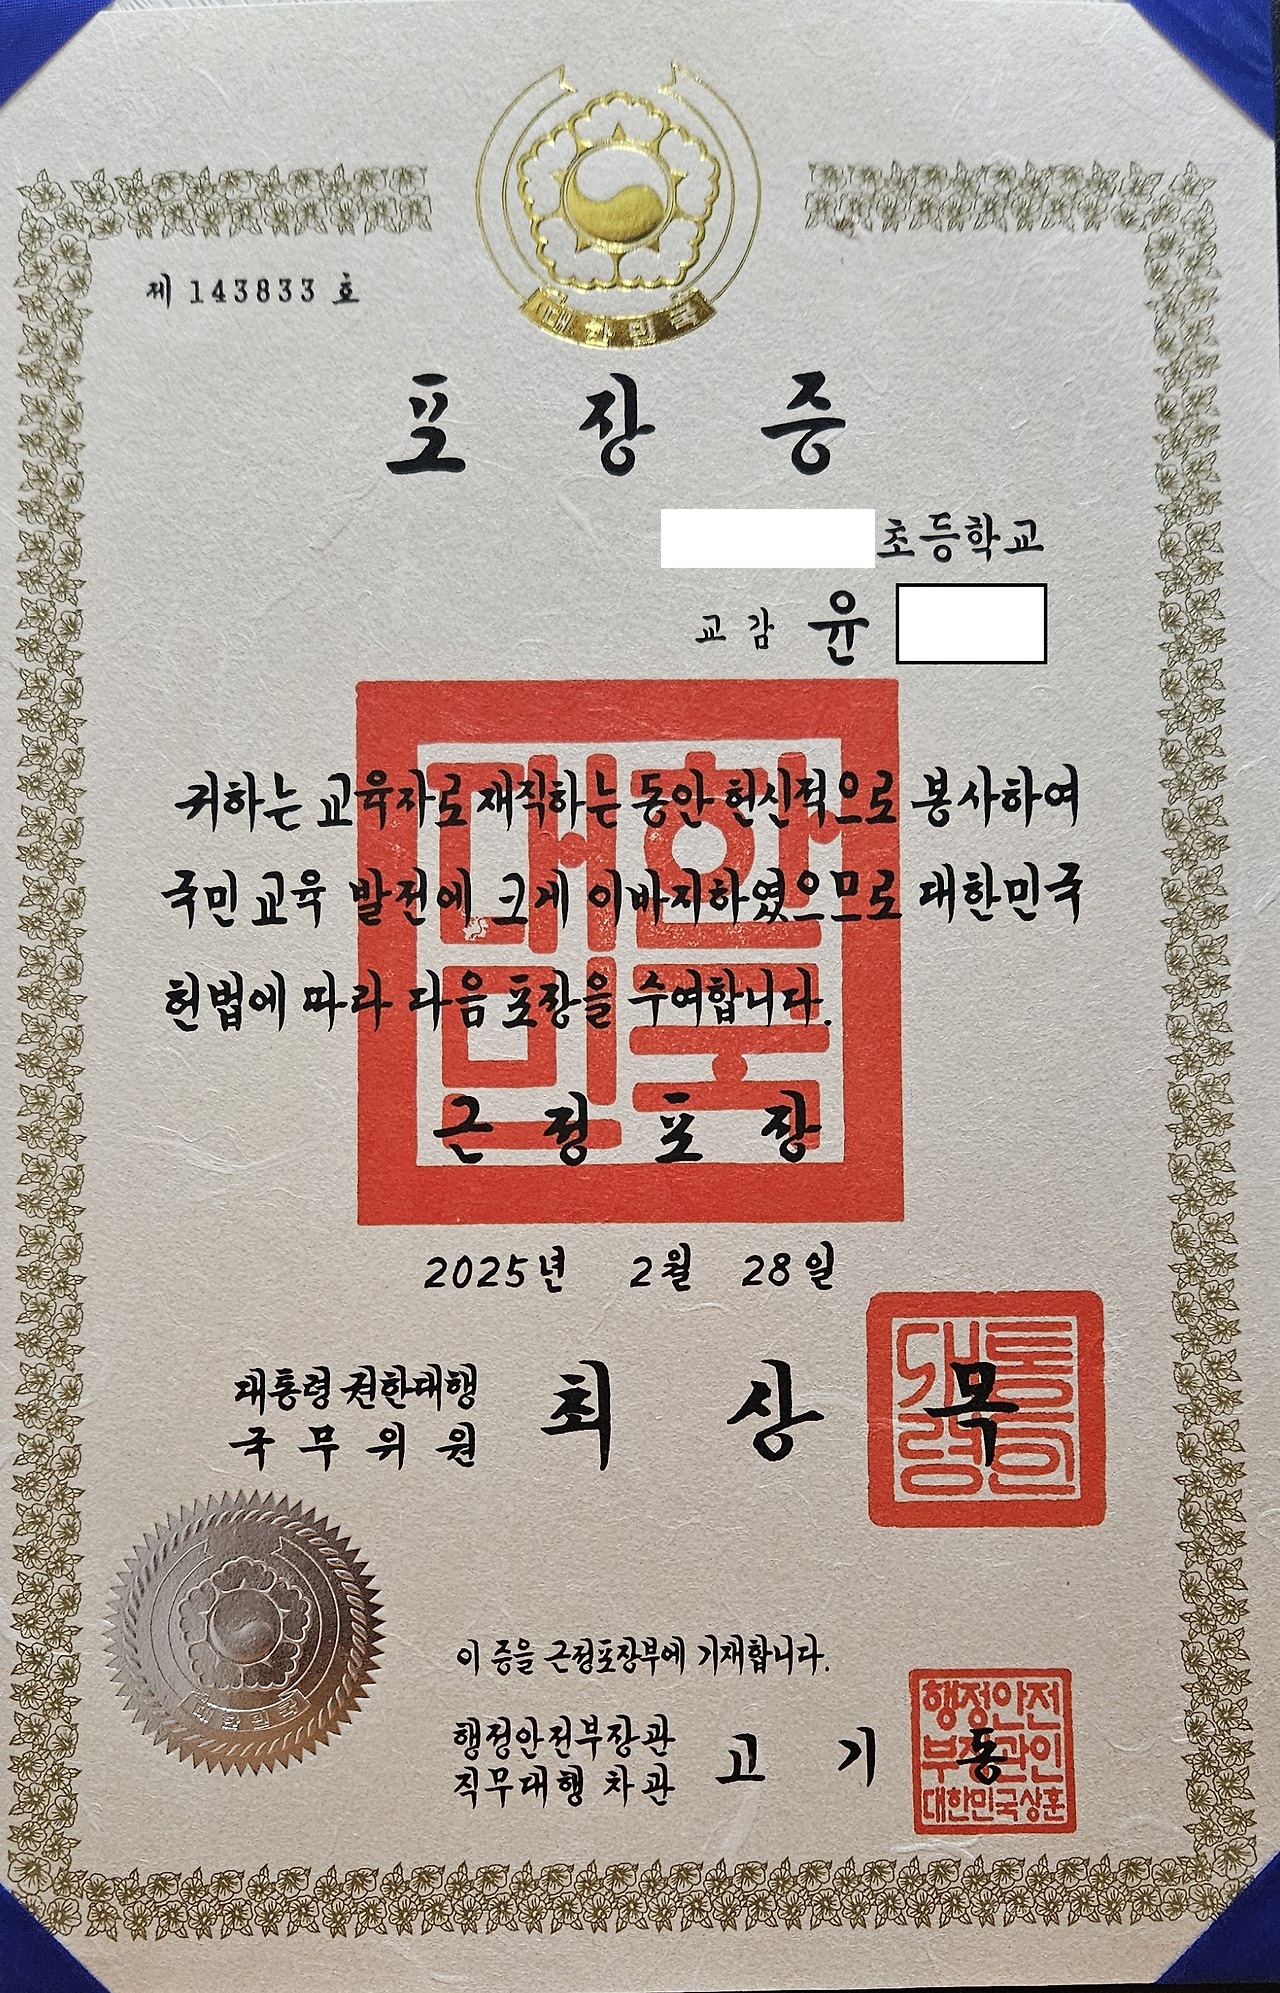 대한민국
제 143833 호
포장증
초등학교
교감 윤
귀하는 교육자로 재직하는 동안 헌신적으로 봉사하여
국민 교육 발전에 크게 이바지하였으므로 대한민국
헌법에 따라 다음 포장을 수여합니다.
대한
민국
근정포장
2025년 2월 28일
대통령 권한대행
국무위원
최상목
대통
령인
대한민국
이 증을 근정포장부에 기재합니다.
행정안전부장관
직무대행 차관
고기동
행정안전
부장관인
대한민국상훈